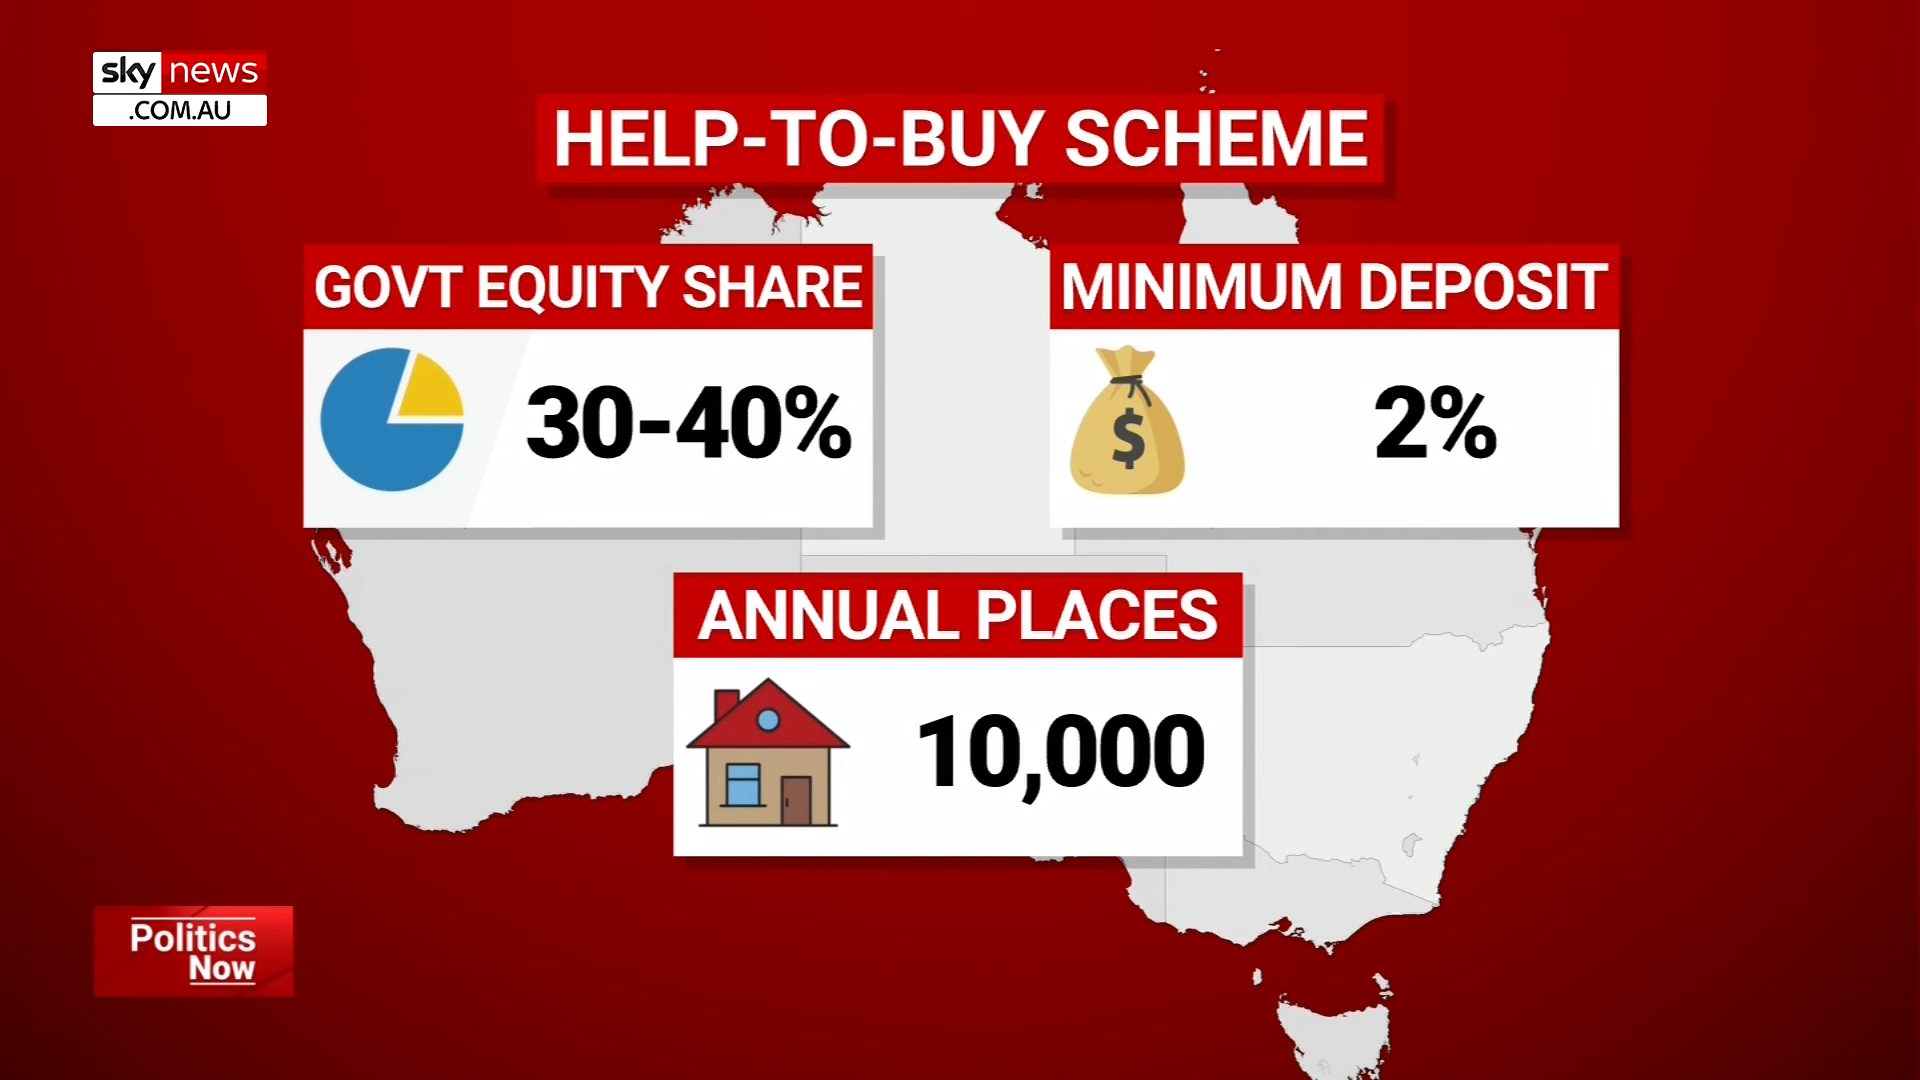 sky news
.COM.AU
HELP-TO-BUY SCHEME
GOVT EQUITY SHARE
30-40%
MINIMUM DEPOSIT
$
2%
ANNUAL PLACES
10,000
Politics
Now